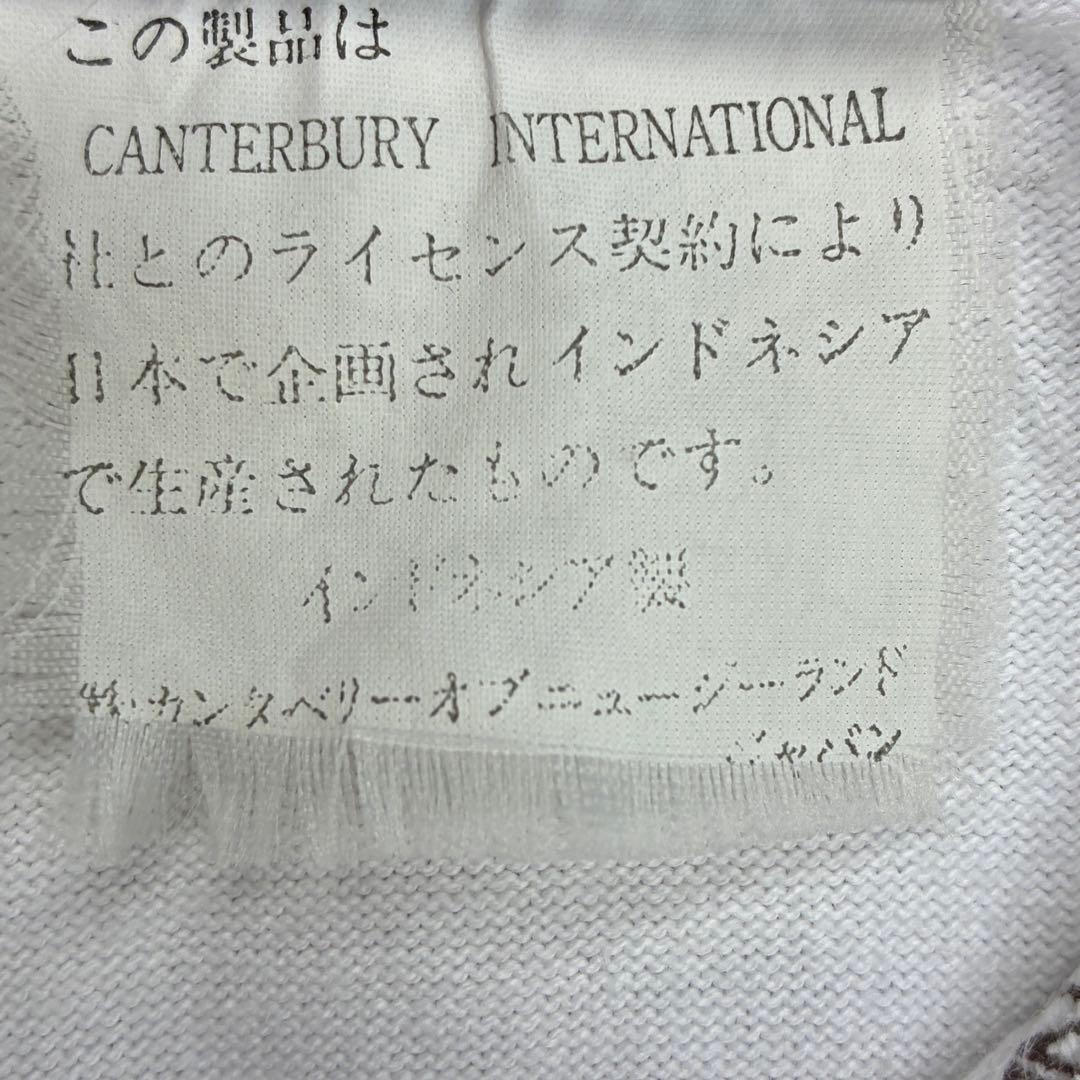 この製品は
CANTERBURY INTERNATIONAL
社とのライセンス契約により
日本で企画されインドネシア
で生産されたものです。
インドネシア製
㈱カンタベリーオブニュージーランド
ジャパン